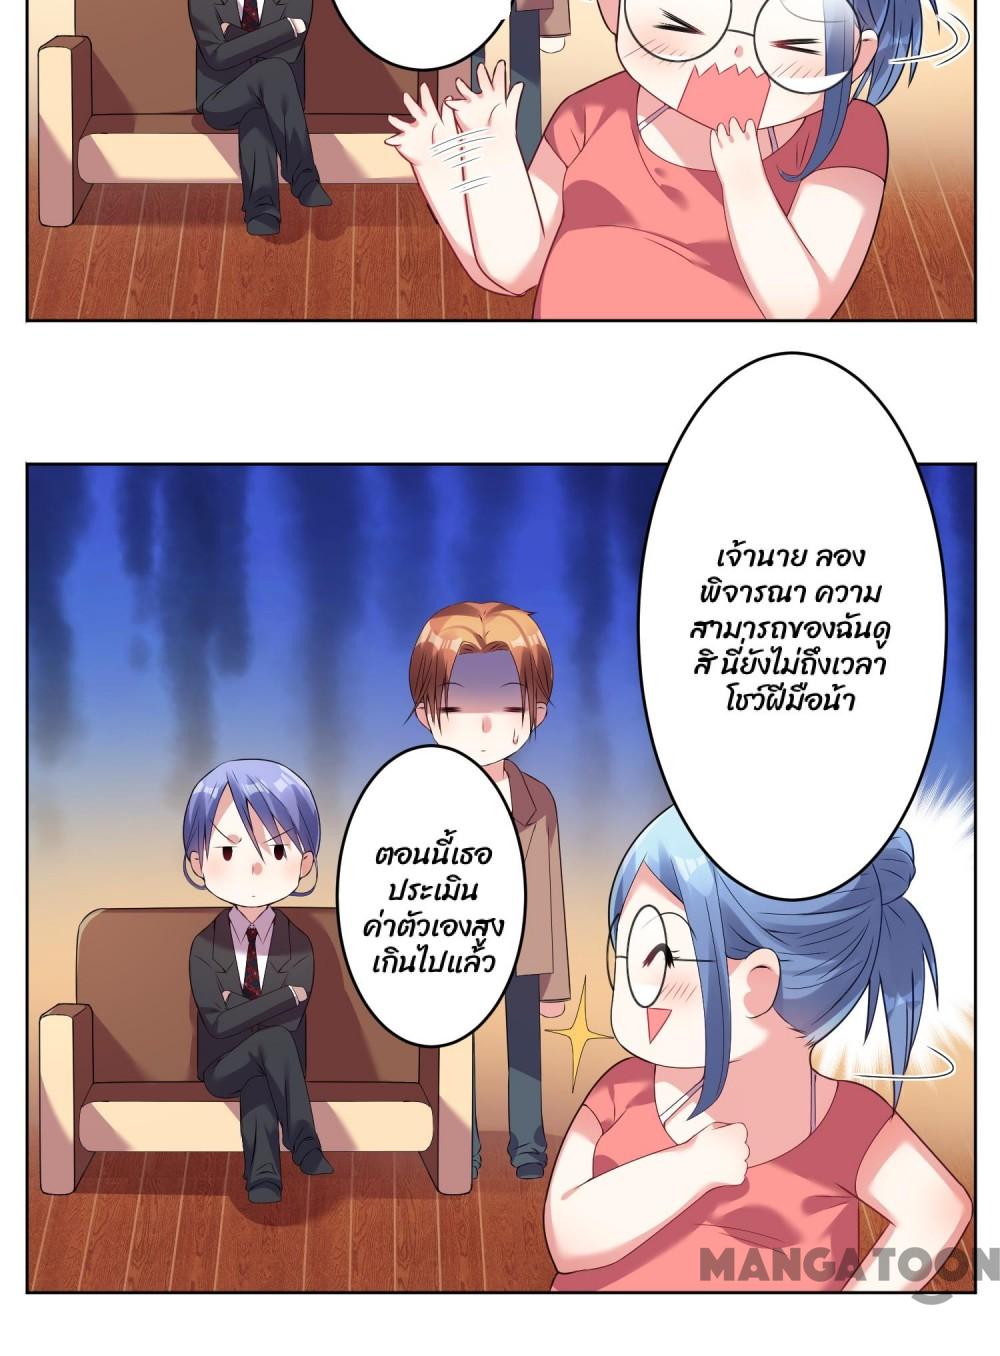 เจ้านาย ลอง
พิจารณา ความ
สามารถของฉันดู
สิ นี่ยังไม่ถึงเวลา
โชว์ฝีมือน้า
ตอนนี้เธอ
ประเมิน
ค่าตัวเองสูง
เกินไปแล้ว
MANGATOON